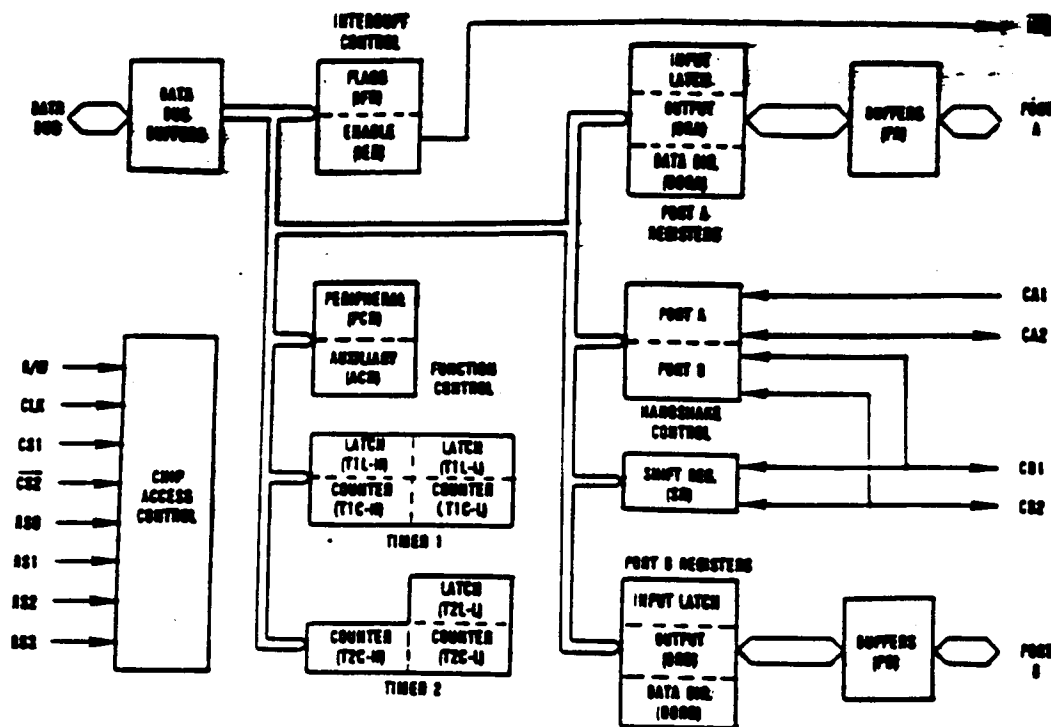 INTERRUPT
CONTROL
DATA
BUS
DATA
BUS
BUFFERS
FLAGS
(IFR)
ENABLE
(IER)
INPUT
LATCH
OUTPUT
(ORA)
DATA DIR.
(DDRA)
PORT A
REGISTERS
BUFFERS
(PA)
PORT
A
PERIPHERAL
(PCR)
AUXILIARY
(ACR)
FUNCTION
CONTROL
PORT A
PORT B
HANDSHAKE
CONTROL
CA1
CA2
R/W
CLK
CS1
CS2
RS0
RS1
RS2
RS3
CHIP
ACCESS
CONTROL
LATCH
(T1L-H)
LATCH
(T1L-L)
COUNTER
(T1C-H)
COUNTER
(T1C-L)
TIMER 1
SHIFT REG.
(SR)
CB1
CB2
LATCH
(T2L-L)
COUNTER
(T2C-H)
COUNTER
(T2C-L)
TIMER 2
PORT B REGISTERS
INPUT LATCH
OUTPUT
(ORB)
DATA DIR.
(DDRB)
BUFFERS
(PB)
PORT
B